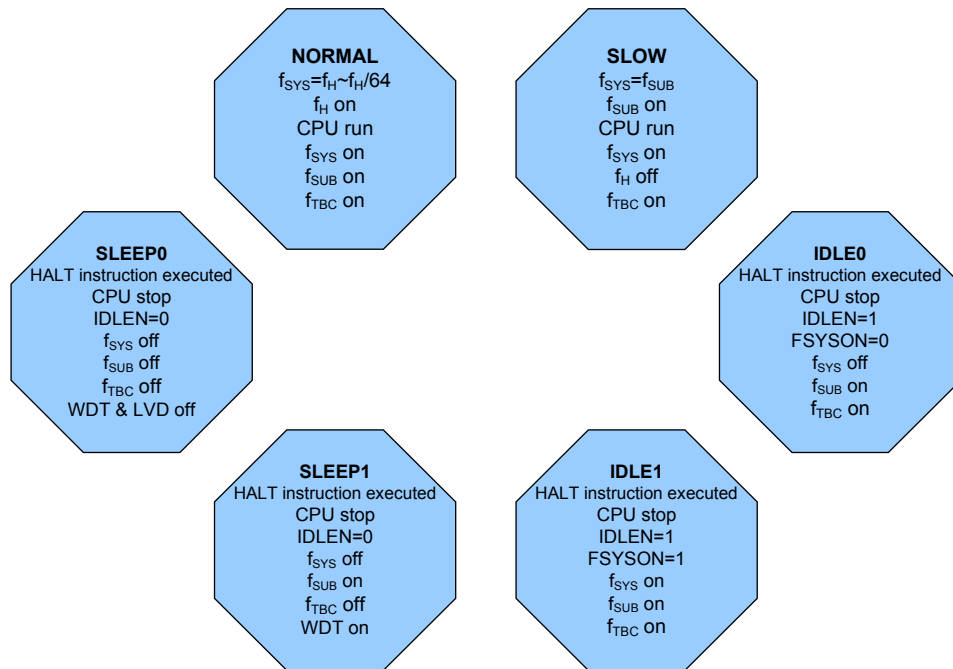 NORMAL
fSYS=fH~fH/64
fH on
CPU run
fSYS on
fSUB on
fTBC on
SLOW
fSYS=fSUB
fSUB on
CPU run
fSYS on
fH off
fTBC on
SLEEP0
HALT instruction executed
CPU stop
IDLEN=0
fSYS off
fSUB off
fTBC off
WDT & LVD off
IDLE0
HALT instruction executed
CPU stop
IDLEN=1
FSYSON=0
fSYS off
fSUB on
fTBC on
SLEEP1
HALT instruction executed
CPU stop
IDLEN=0
fSYS off
fSUB on
fTBC off
WDT on
IDLE1
HALT instruction executed
CPU stop
IDLEN=1
FSYSON=1
fSYS on
fSUB on
fTBC on